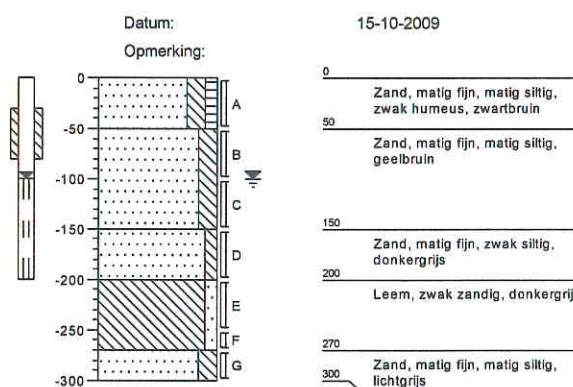 Datum: 15-10-2009
Opmerking:
0
-50
-100
-150
-200
-250
-300
A
B
C
D
E
F
G
0
Zand, matig fijn, matig siltig,
zwak humeus, zwartbruin
50
Zand, matig fijn, matig siltig,
geelbruin
150
Zand, matig fijn, zwak siltig,
donkergrijs
200
Leem, zwak zandig, donkergrij
270
Zand, matig fijn, matig siltig,
lichtgrijs
300